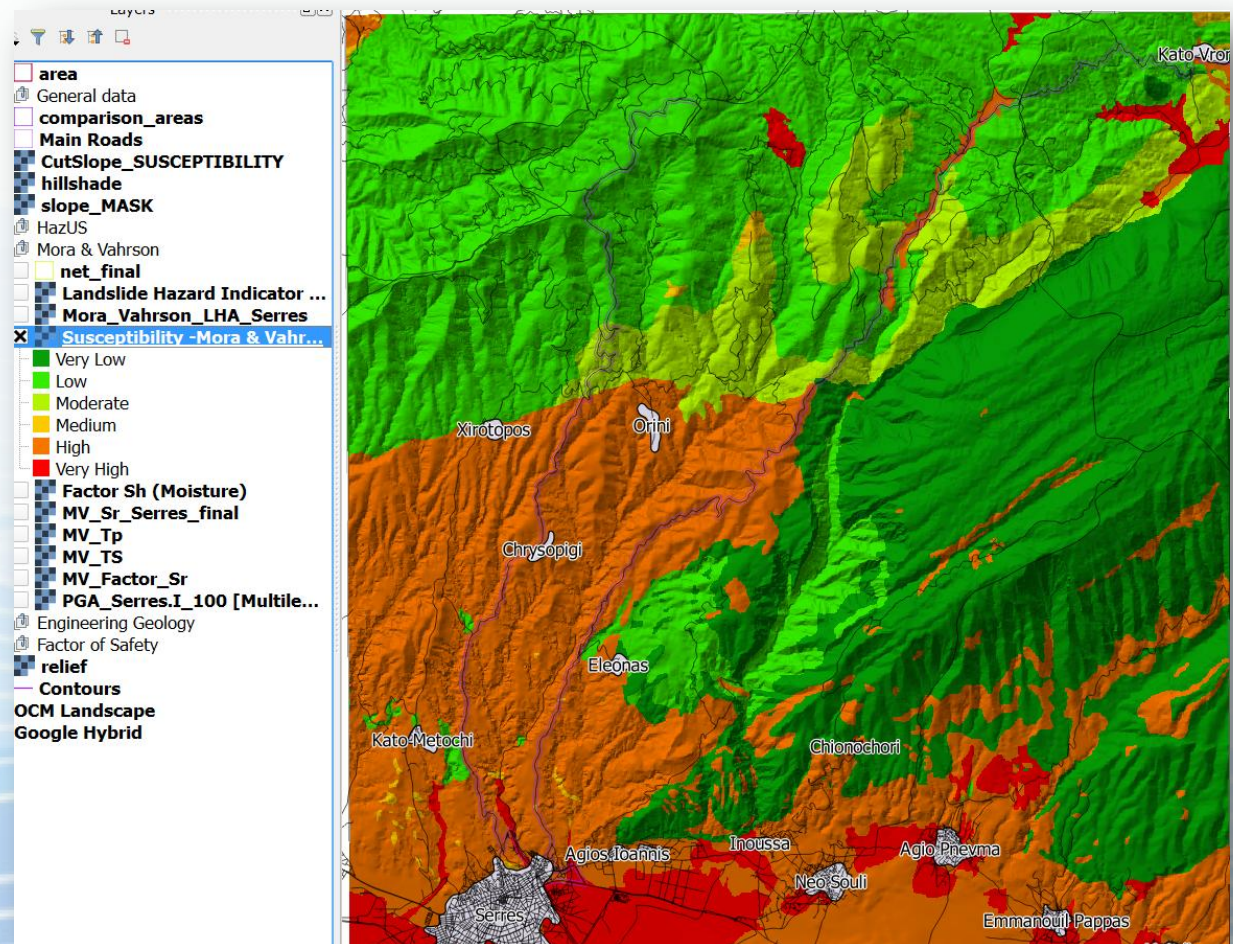 Layers
area
General data
comparison_areas
Main Roads
CutSlope_SUSCEPTIBILITY
hillshade
slope_MASK
HazUS
Mora & Vahrson
net_final
Landslide Hazard Indicator ...
Mora_Vahrson_LHA_Serres
Susceptibility -Mora & Vahr...
Very Low
Low
Moderate
Medium
High
Very High
Factor Sh (Moisture)
MV_Sr_Serres_final
MV_Tp
MV_TS
MV_Factor_Sr
PGA_Serres.I_100 [Multile...
Engineering Geology
Factor of Safety
relief
Contours
OCM Landscape
Google Hybrid
Kato-Vron
Xirotopos
Orini
Chrysopigi
Eleonas
Kato-Metochi
Chionochori
Inoussa
Agios Ioannis
Agio Pnevma
Neo Souli
Serres
Emmanouil Pappas